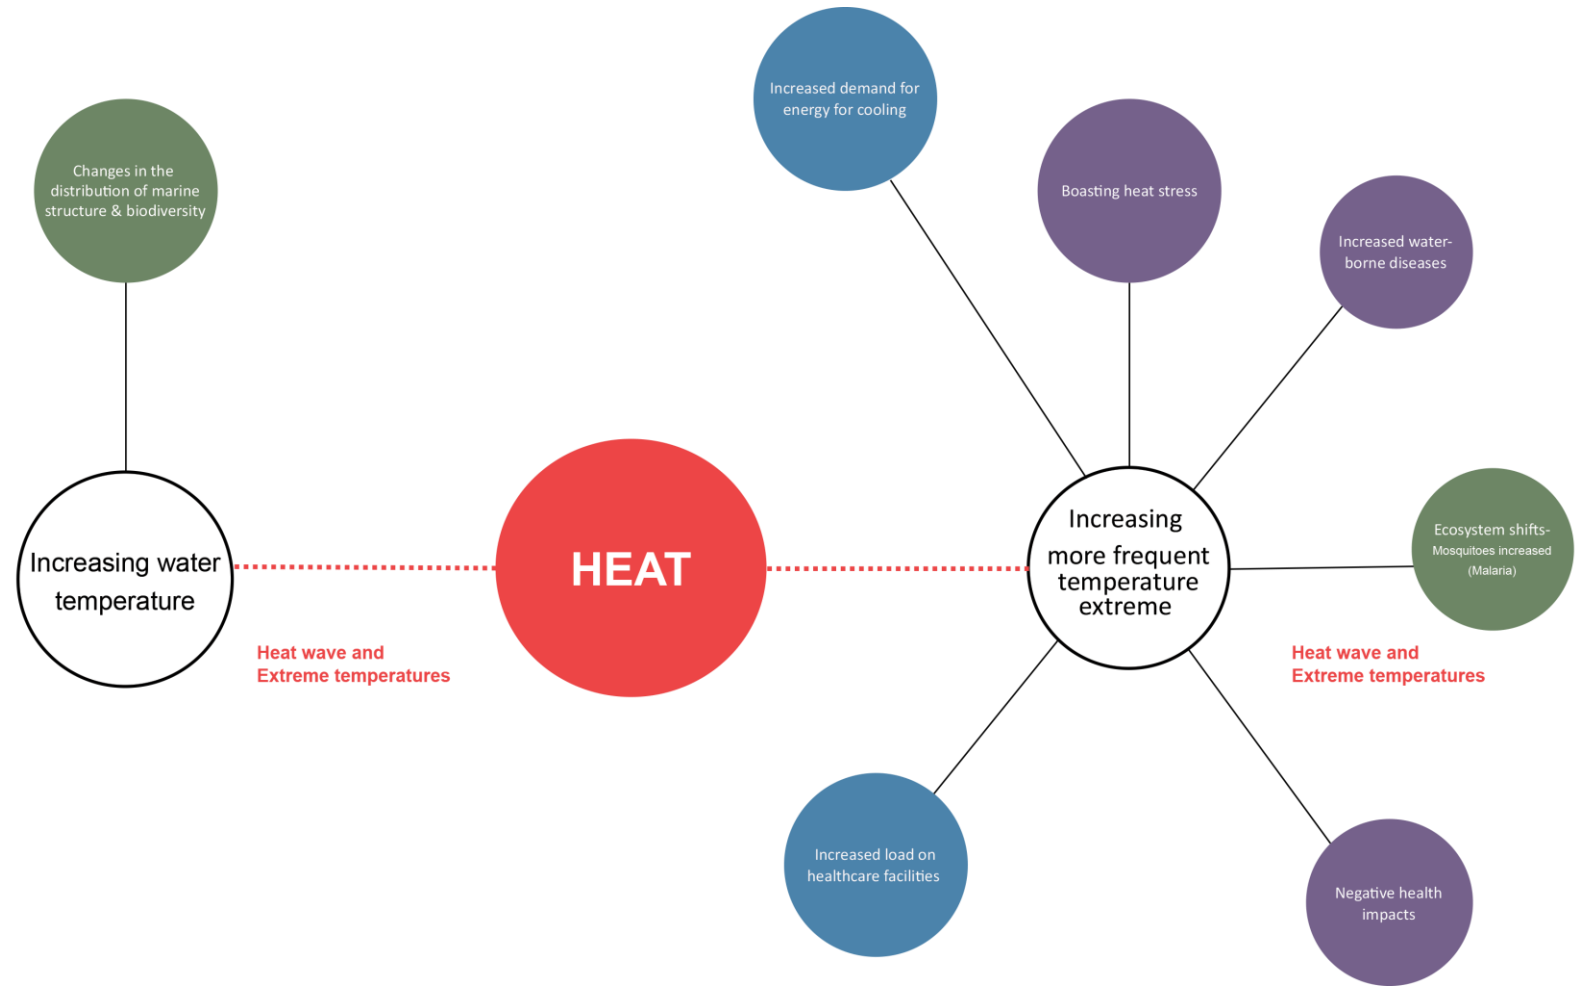 Increased demand for
energy for cooling
Changes in the
distribution of marine
structure & biodiversity
Boasting heat stress
Increased water-
borne diseases
Increasing water
temperature
HEAT
Increasing
more frequent
temperature
extreme
Ecosystem shifts-
Mosquitoes increased
(Malaria)
Heat wave and
Extreme temperatures
Heat wave and
Extreme temperatures
Increased load on
healthcare facilities
Negative health
impacts